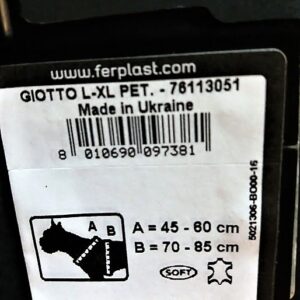 www.ferplast.com
GIOTTO L-XL PET. - 76113051
Made in Ukraine
8 010690 097381
A B
A = 45 - 60 cm
B = 70 - 85 cm
SOFT
5021306-BO00-16